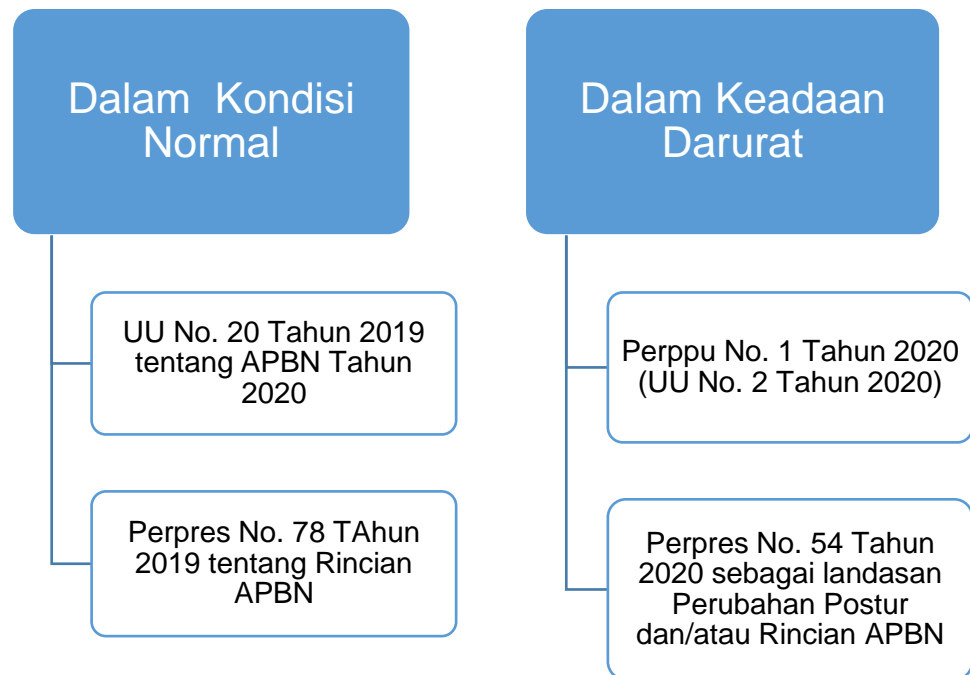 Dalam Kondisi
Normal
UU No. 20 Tahun 2019
tentang APBN Tahun
2020
Perpres No. 78 TAhun
2019 tentang Rincian
APBN
Dalam Keadaan
Darurat
Perppu No. 1 Tahun 2020
(UU No. 2 Tahun 2020)
Perpres No. 54 Tahun
2020 sebagai landasan
Perubahan Postur
dan/atau Rincian APBN